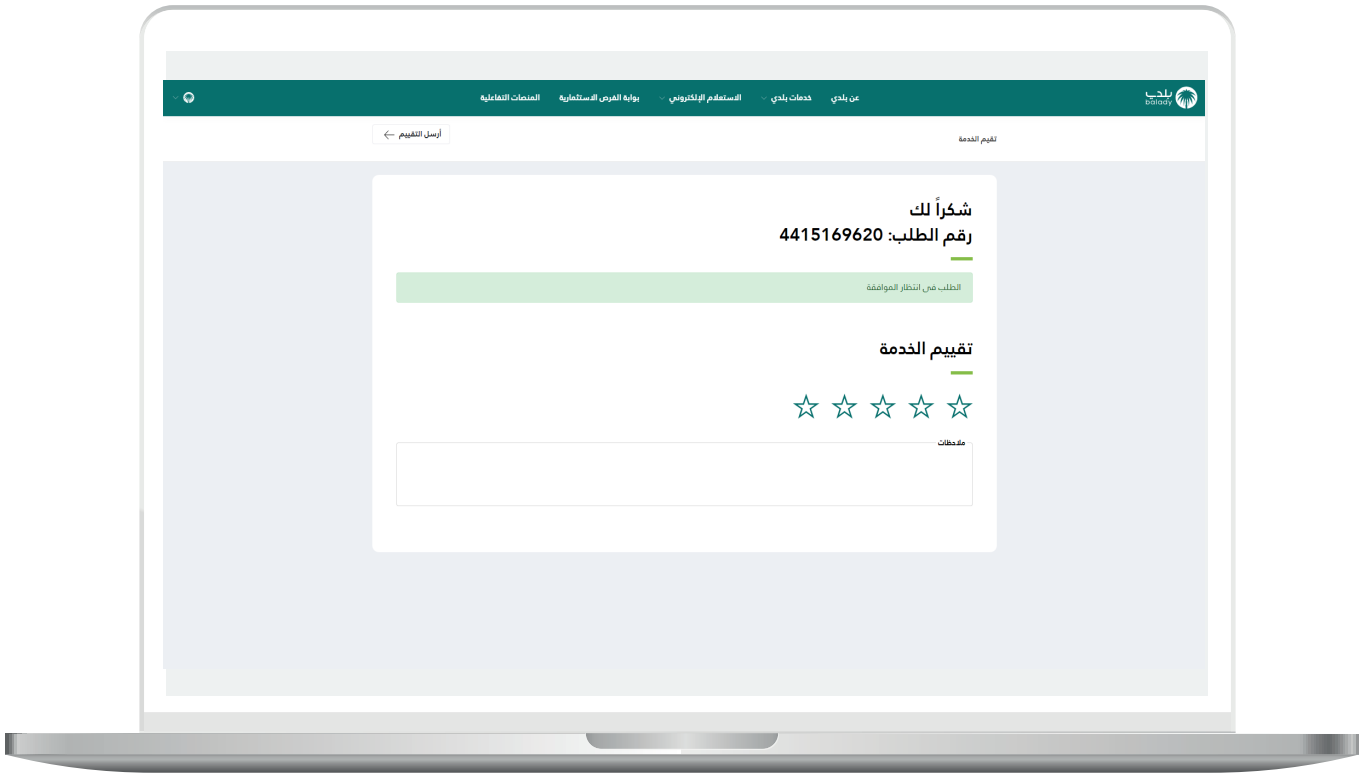 بلدي
balady
عن بلدي
خدمات بلدي
الاستعلام الإلكتروني
بوابة الفرص الاستثمارية
المنصات التفاعلية
تقيم الخدمة
أرسل التقييم
شكراً لك
رقم الطلب: 4415169620
الطلب في انتظار الموافقة
تقييم الخدمة
ملاحظات